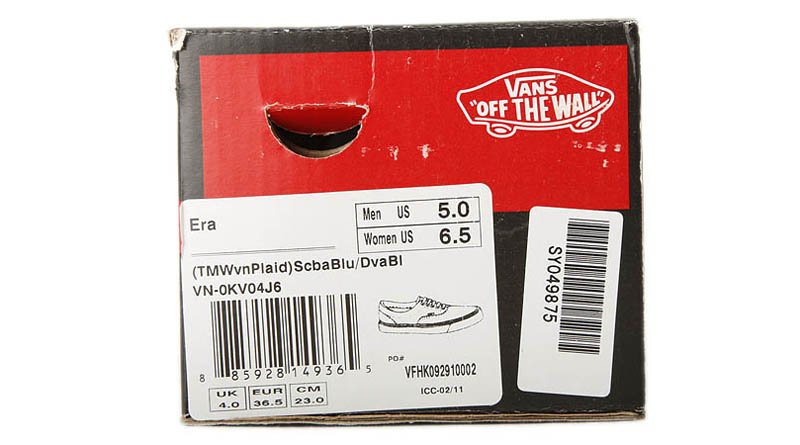 VANS
"OFF THE WALL"
Era
Men US 5.0
Women US 6.5
(TMWvnPlaid)ScbaBlu/DvaBl
VN-0KV04J6
8 85928 14936 5
PO# VFHK092910002
UK EUR CM
4.0 36.5 23.0
ICC-02/11
SY049875